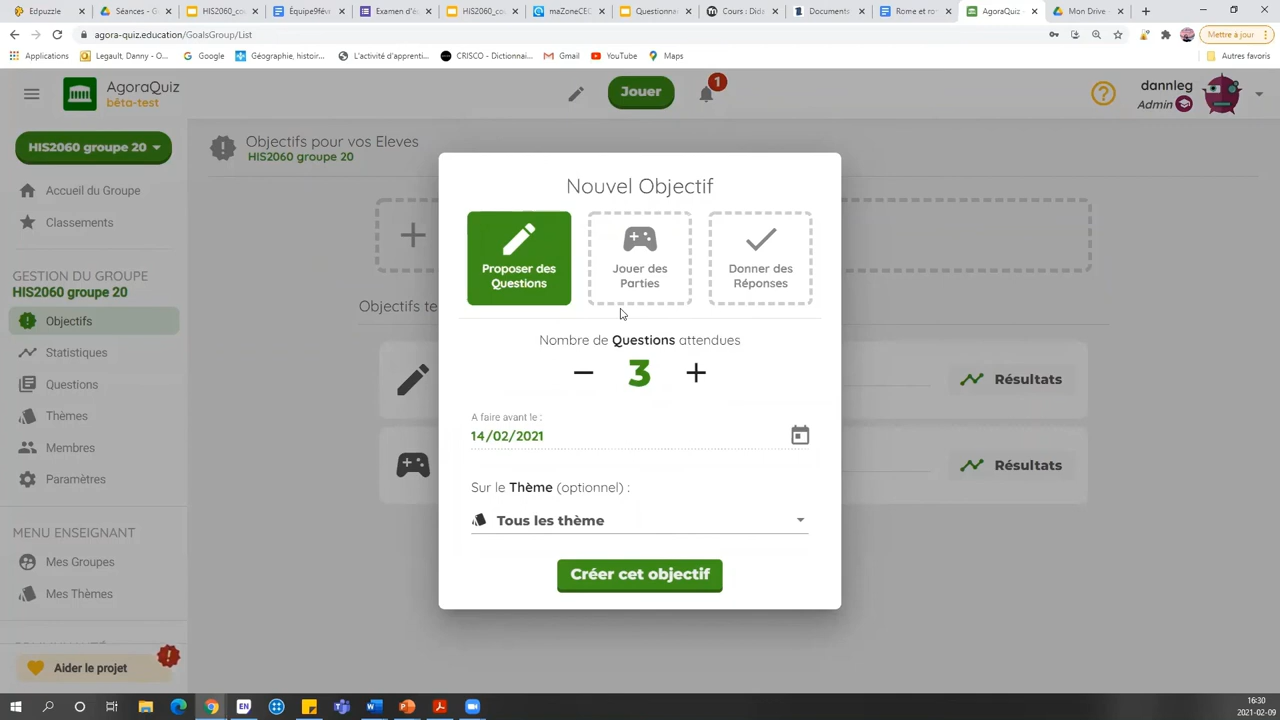 Edpuzzle
Séances - G
HIS2060_co
Équipe9févr
Examen d'é
HIS2060_co
maZoneCEC
Questionna
Cours : Did
Documents
Rome et ro
AgoraQuiz
Mon Drive
agora-quiz.education/GoalsGroup/List
Mettre à jour
Applications
Legault, Danny - O...
Google
Géographie, histoir...
L'activité d'apprenti...
CRISCO - Dictionnai...
Gmail
YouTube
Maps
Autres favoris
AgoraQuiz
bêta-test
Jouer
1
dannleg
Admin
HIS2060 groupe 20
Accueil du Groupe
Classements
GESTION DU GROUPE
HIS2060 groupe 20
Objectifs
Statistiques
Questions
Thèmes
Membres
Paramètres
MENU ENSEIGNANT
Mes Groupes
Mes Thèmes
Aider le projet
Objectifs pour vos Eleves
HIS2060 groupe 20
Objectifs te
Résultats
Résultats
Nouvel Objectif
Proposer des
Questions
Jouer des
Parties
Donner des
Réponses
Nombre de Questions attendues
− 3 +
A faire avant le :
14/02/2021
Sur le Thème (optionnel) :
Tous les thème
Créer cet objectif
EN
16:30
2021-02-09